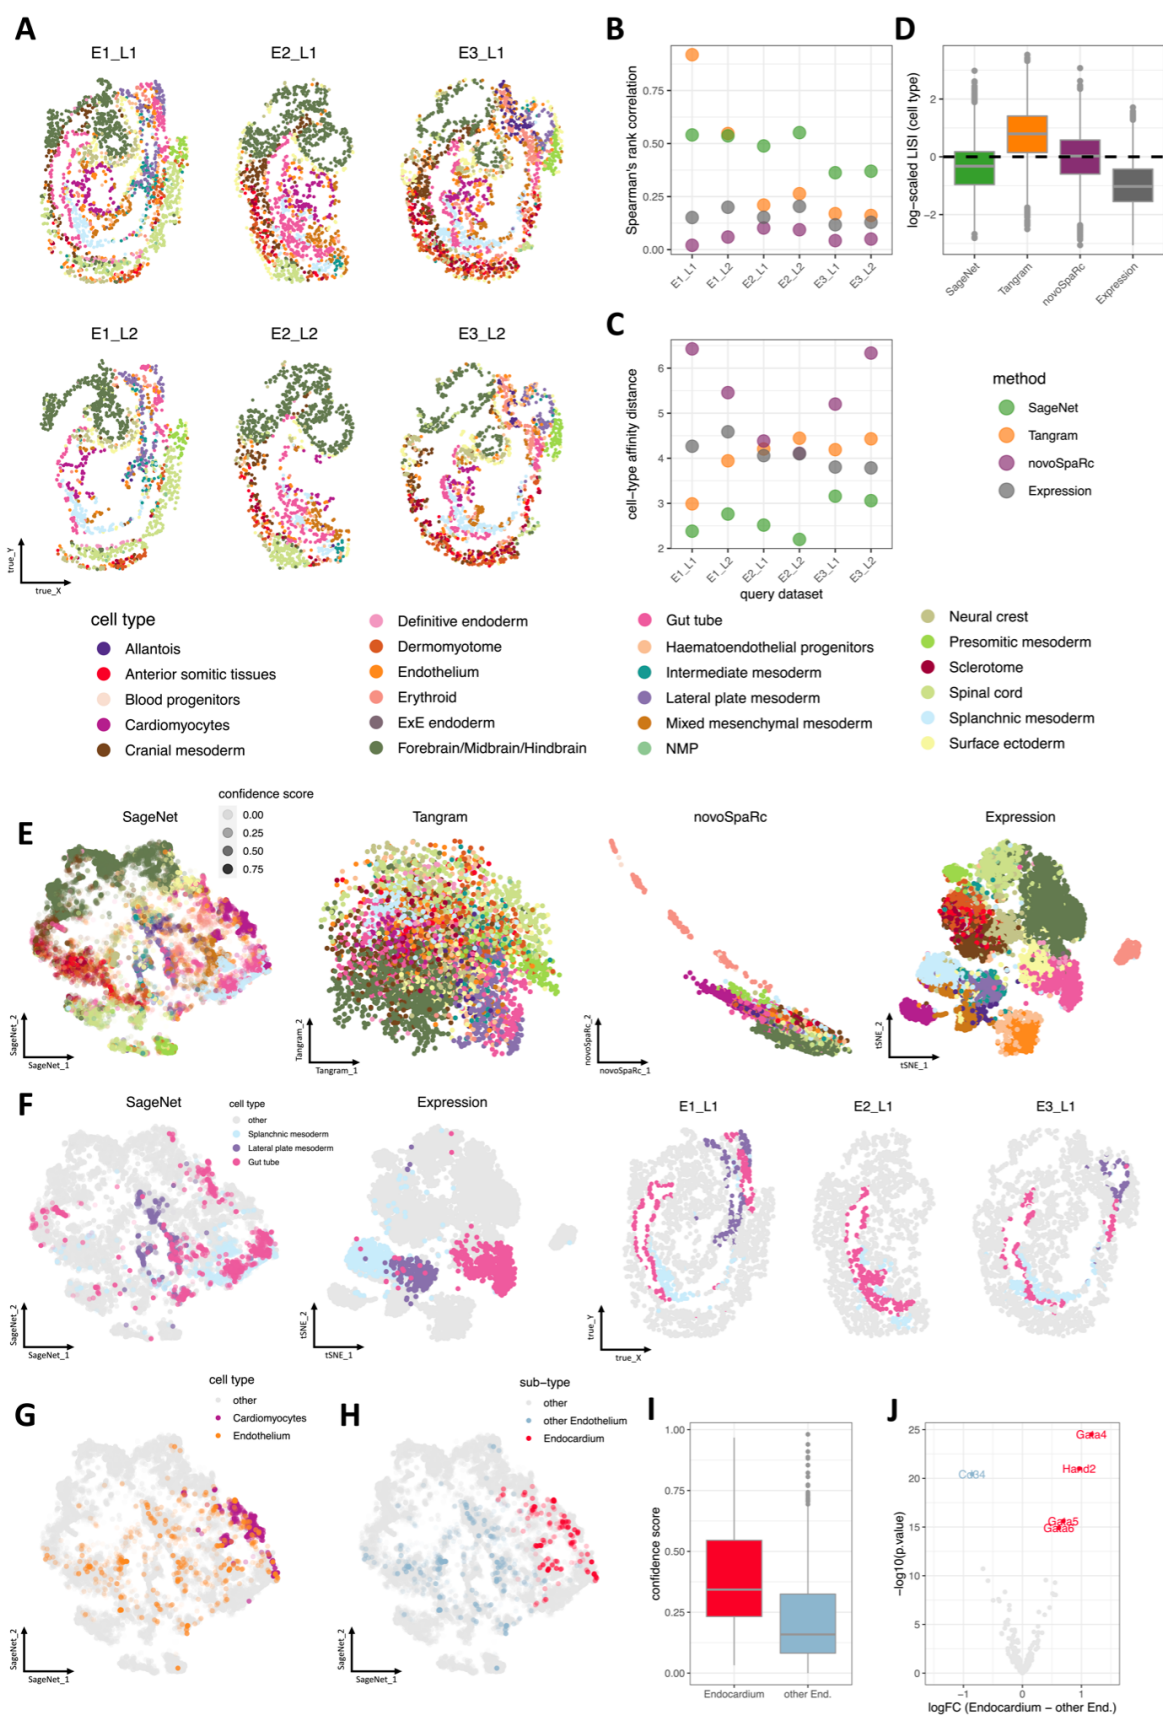 A
E1_L1
E2_L1
E3_L1
E1_L2
E2_L2
E3_L2
true_Y
true_X
B
Spearman's rank correlation
0.75
0.50
0.25
0.00
E1_L1
E1_L2
E2_L1
E2_L2
E3_L1
E3_L2
D
log-scaled LISI (cell type)
2
0
−2
SageNet
Tangram
novoSpaRc
Expression
C
cell-type affinity distance
6
5
4
3
2
E1_L1
E1_L2
E2_L1
E2_L2
E3_L1
E3_L2
query dataset
method
SageNet
Tangram
novoSpaRc
Expression
cell type
Allantois
Anterior somitic tissues
Blood progenitors
Cardiomyocytes
Cranial mesoderm
Definitive endoderm
Dermomyotome
Endothelium
Erythroid
ExE endoderm
Forebrain/Midbrain/Hindbrain
Gut tube
Haematoendothelial progenitors
Intermediate mesoderm
Lateral plate mesoderm
Mixed mesenchymal mesoderm
NMP
Neural crest
Presomitic mesoderm
Sclerotome
Spinal cord
Splanchnic mesoderm
Surface ectoderm
E
SageNet
confidence score
0.00
0.25
0.50
0.75
SageNet_2
SageNet_1
Tangram
Tangram_2
Tangram_1
novoSpaRc
novoSpaRc_2
novoSpaRc_1
Expression
tSNE_2
tSNE_1
F
SageNet
cell type
other
Splanchnic mesoderm
Lateral plate mesoderm
Gut tube
SageNet_2
SageNet_1
Expression
tSNE_2
tSNE_1
E1_L1
E2_L1
E3_L1
true_Y
true_X
G
cell type
other
Cardiomyocytes
Endothelium
SageNet_2
SageNet_1
H
sub-type
other
other Endothelium
Endocardium
SageNet_2
SageNet_1
I
confidence score
1.00
0.75
0.50
0.25
0.00
Endocardium
other End.
J
−log10(p.value)
25
20
15
10
5
0
Gata4
Hand2
Cd34
Gata5
Gata6
−1
0
1
logFC (Endocardium − other End.)